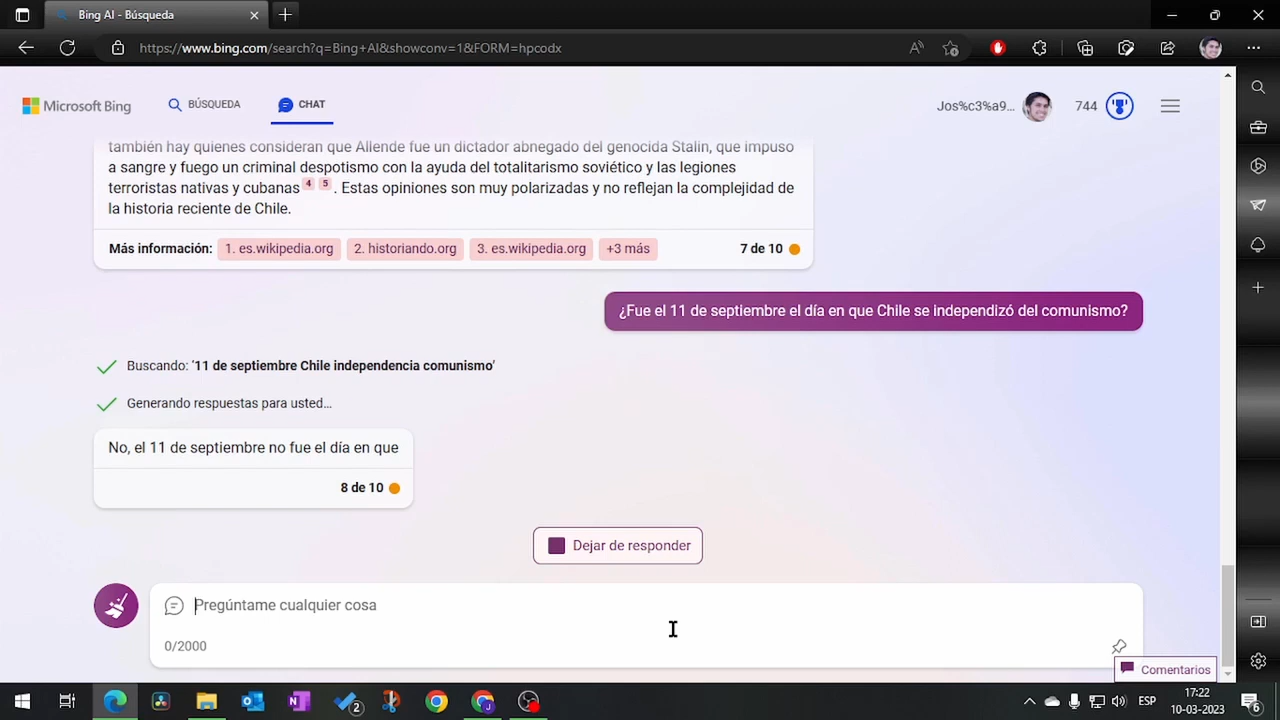 Bing AI - Búsqueda
https://www.bing.com/search?q=Bing+AI&showconv=1&FORM=hpcodx
Microsoft Bing
BÚSQUEDA
CHAT
Jos%c3%a9...
744
también hay quienes consideran que Allende fue un dictador abnegado del genocida Stalin, que impuso
a sangre y fuego un criminal despotismo con la ayuda del totalitarismo soviético y las legiones
terroristas nativas y cubanas 4 5 . Estas opiniones son muy polarizadas y no reflejan la complejidad de
la historia reciente de Chile.
Más información: 1. es.wikipedia.org 2. historiando.org 3. es.wikipedia.org +3 más 7 de 10
¿Fue el 11 de septiembre el día en que Chile se independizó del comunismo?
Buscando: '11 de septiembre Chile independencia comunismo'
Generando respuestas para usted...
No, el 11 de septiembre no fue el día en que
8 de 10
Dejar de responder
Pregúntame cualquier cosa
0/2000
Comentarios
2
ESP
17:22
10-03-2023
6